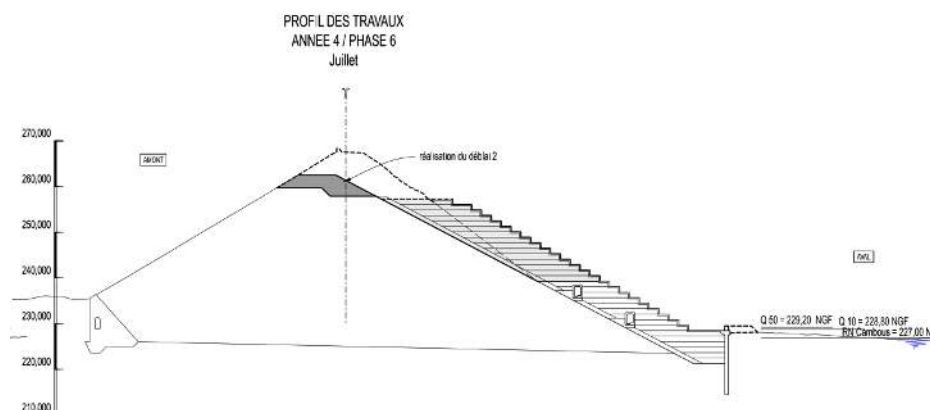 PROFIL DES TRAVAUX
ANNEE 4 / PHASE 6
Juillet
270,000
AMONT
réalisation du déblai 2
260,000
250,000
AVAL
240,000
230,000
Q 50 = 229,20 NGF Q 10 = 228,80 NGF
RN Cambous = 227,00 N
220,000
210,000